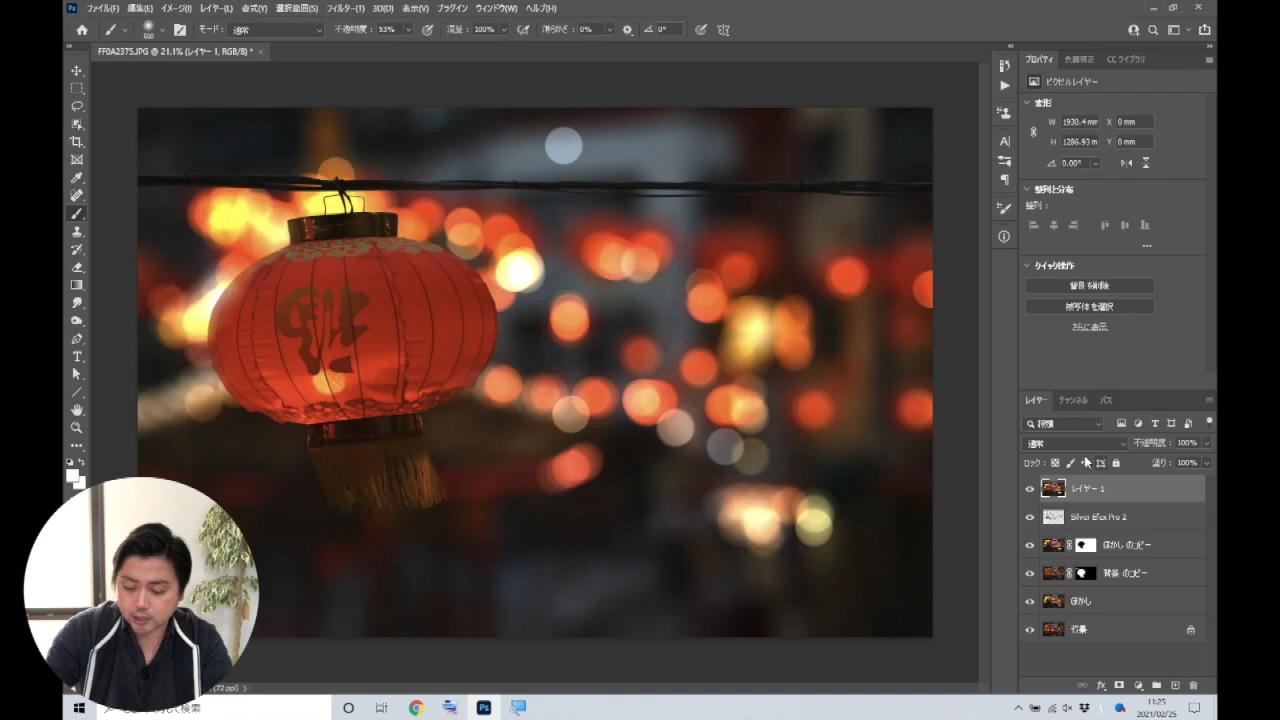 ファイル(F) 編集(E) イメージ(I) レイヤー(L) 書式(Y) 選択範囲(S) フィルター(T) 3D(D) 表示(V) プラグイン ウィンドウ(W) ヘルプ(H)
600 モード: 通常 不透明度: 53% 流量: 100% 滑らかさ: 0% 0°
FF0A2375.JPG @ 21.1% (レイヤー 1, RGB/8) * ×
プロパティ 色調補正 CC ライブラリ
ピクセルレイヤー
変形
W 1930.4 mm X 0 mm
H 1286.93 m Y 0 mm
0.00°
整列と分布
整列:
クイック操作
背景を削除
被写体を選択
さらに表示
レイヤー チャンネル パス
種類
通常 不透明度: 100%
ロック: 塗り: 100%
レイヤー 1
Silver Efex Pro 2
ぼかし のコピー
背景 のコピー
ぼかし
背景
(72 ppi)
て検索
11:25
2021/02/25